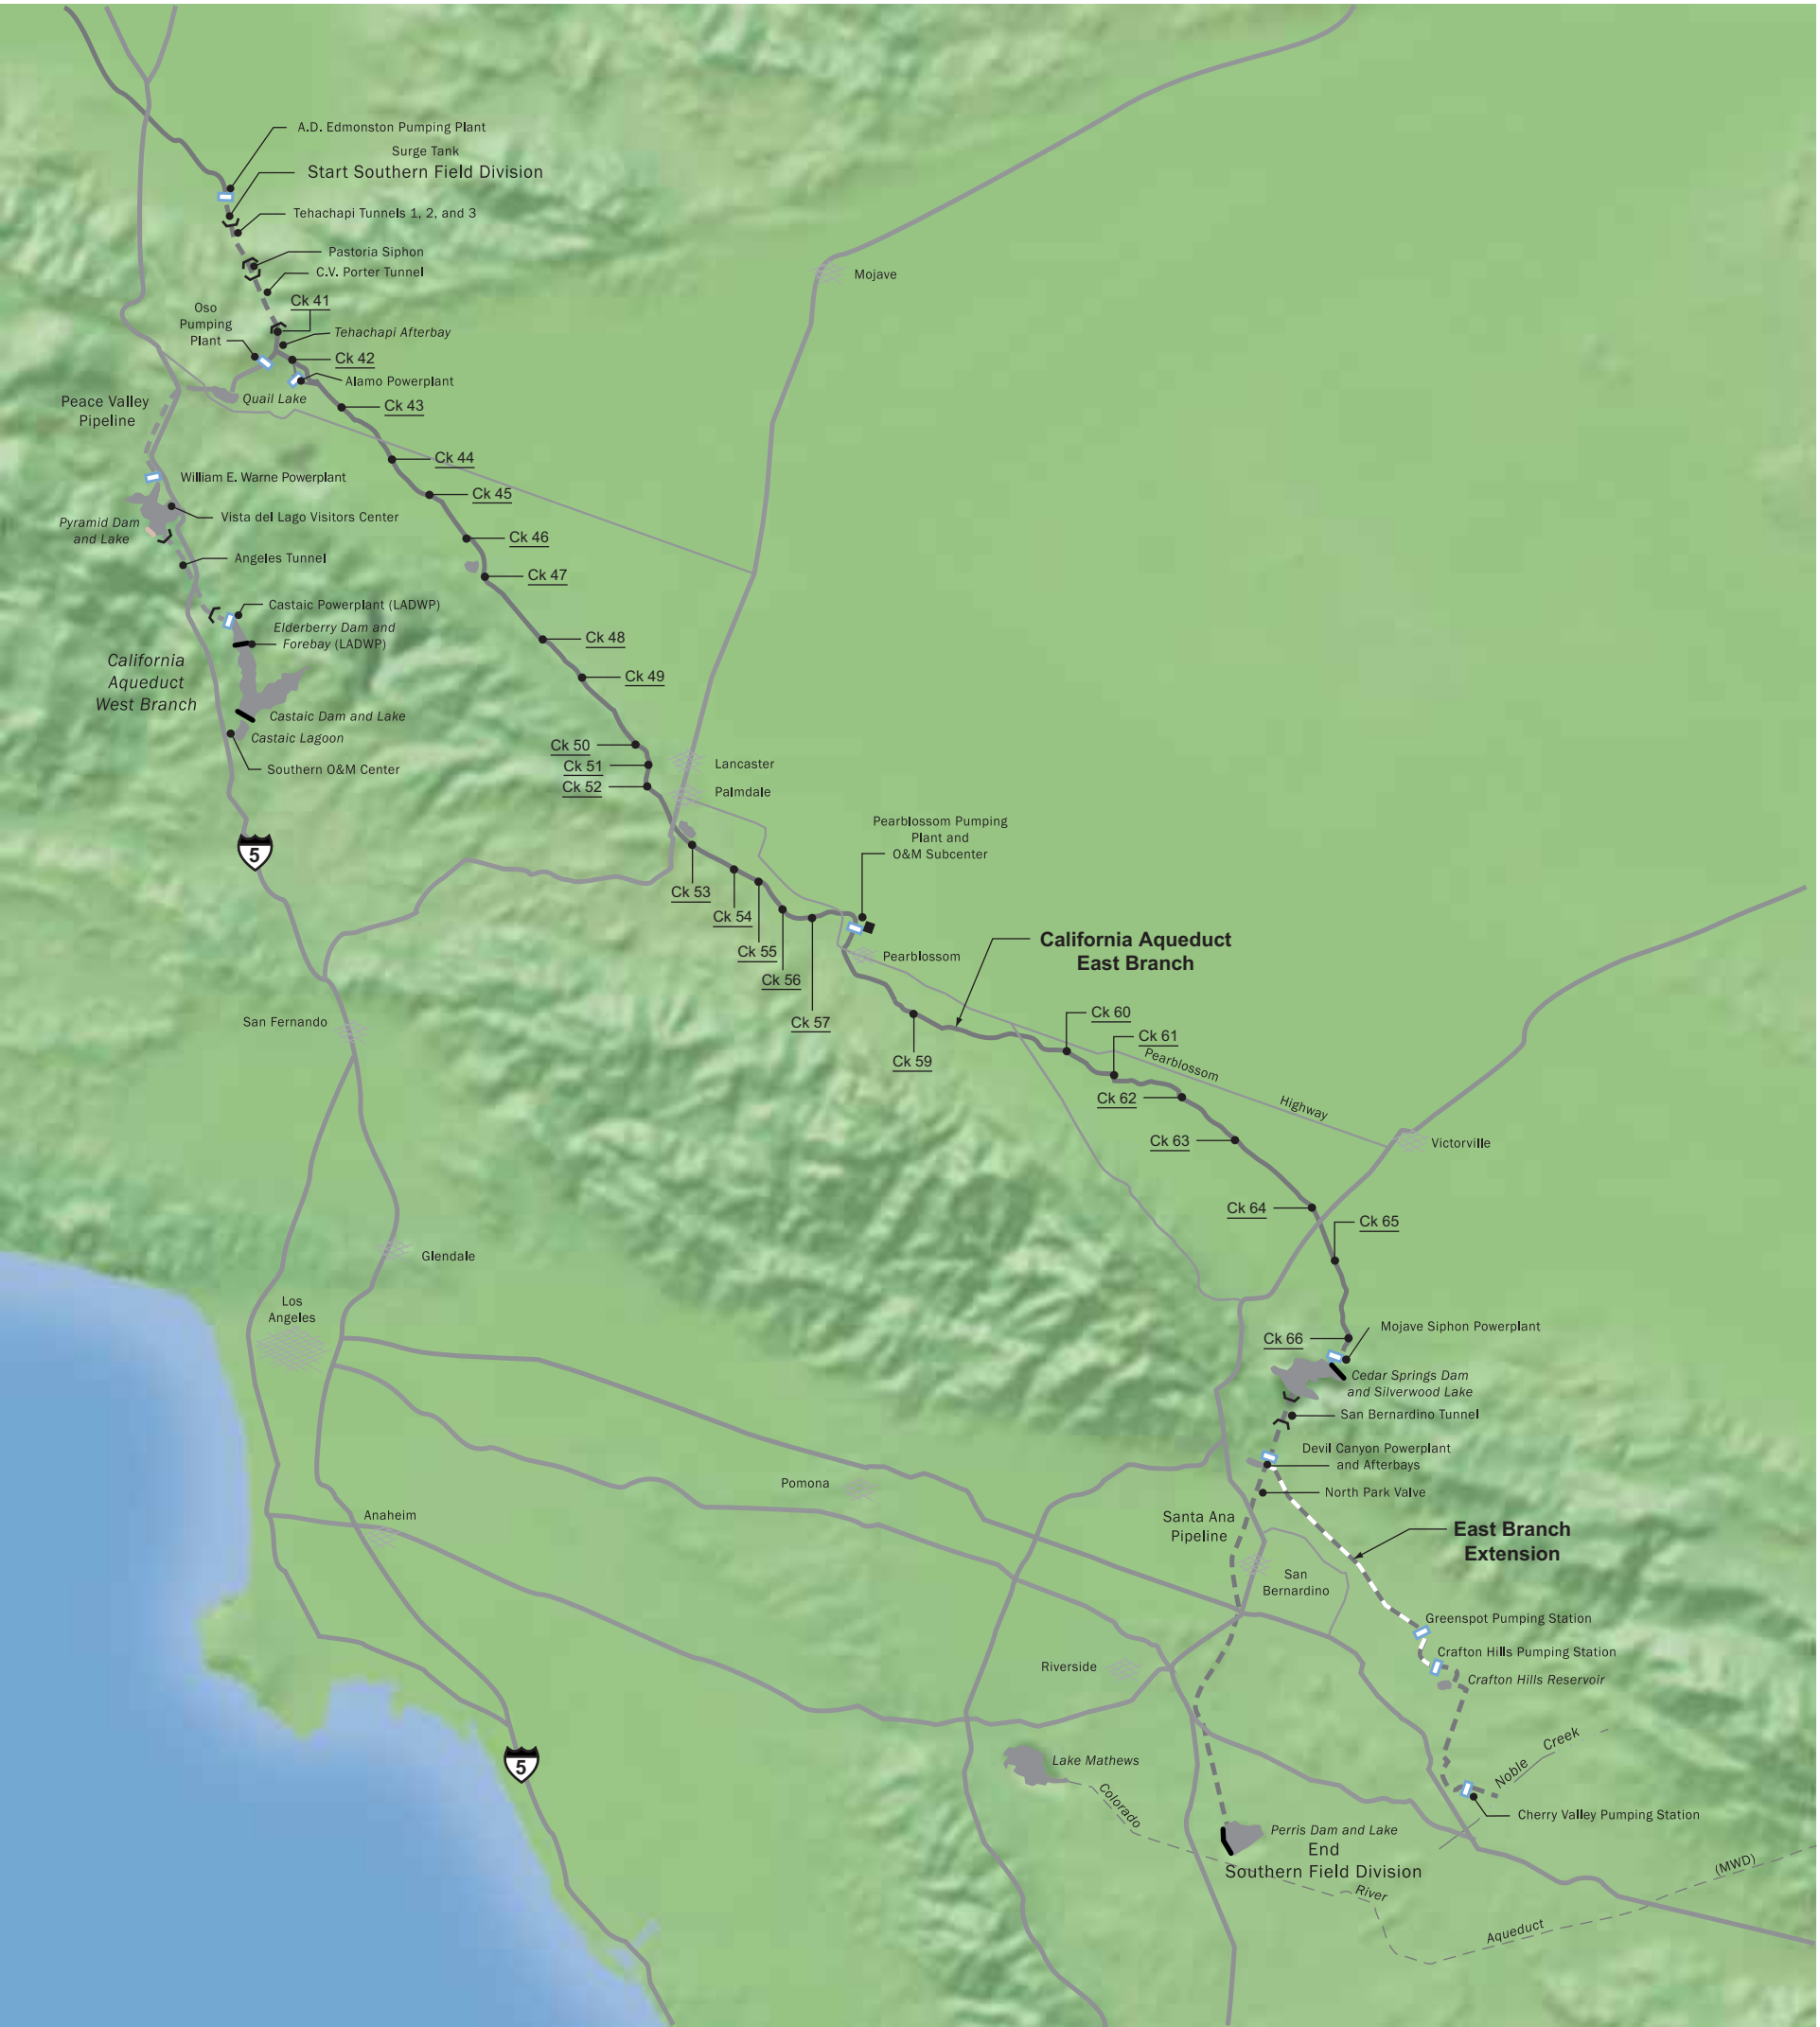 A.D. Edmonston Pumping Plant
Surge Tank
Start Southern Field Division
Tehachapi Tunnels 1, 2, and 3
Pastoria Siphon
C.V. Porter Tunnel
Mojave
Ck 41
Oso
Pumping
Plant
Tehachapi Afterbay
Ck 42
Alamo Powerplant
Quail Lake
Ck 43
Peace Valley
Pipeline
Ck 44
William E. Warne Powerplant
Ck 45
Vista del Lago Visitors Center
Pyramid Dam
and Lake
Ck 46
Angeles Tunnel
Ck 47
Castaic Powerplant (LADWP)
Elderberry Dam and
Forebay (LADWP)
Ck 48
California
Aqueduct
West Branch
Ck 49
Castaic Dam and Lake
Castaic Lagoon
Southern O&M Center
Ck 50
Ck 51
Ck 52
Lancaster
Palmdale
5
Pearblossom Pumping
Plant and
O&M Subcenter
Ck 53
Ck 54
Ck 55
Ck 56
Ck 57
Pearblossom
California Aqueduct
East Branch
San Fernando
Ck 59
Ck 60
Ck 61
Pearblossom
Highway
Ck 62
Ck 63
Victorville
Ck 64
Ck 65
Glendale
Los
Angeles
Ck 66
Mojave Siphon Powerplant
Cedar Springs Dam
and Silverwood Lake
San Bernardino Tunnel
Devil Canyon Powerplant
and Afterbays
Pomona
North Park Valve
Anaheim
Santa Ana
Pipeline
East Branch
Extension
San
Bernardino
Greenspot Pumping Station
Crafton Hills Pumping Station
Riverside
Crafton Hills Reservoir
5
Lake Mathews
Noble Creek
Colorado
Cherry Valley Pumping Station
Perris Dam and Lake
End
Southern Field Division
River
Aqueduct
(MWD)